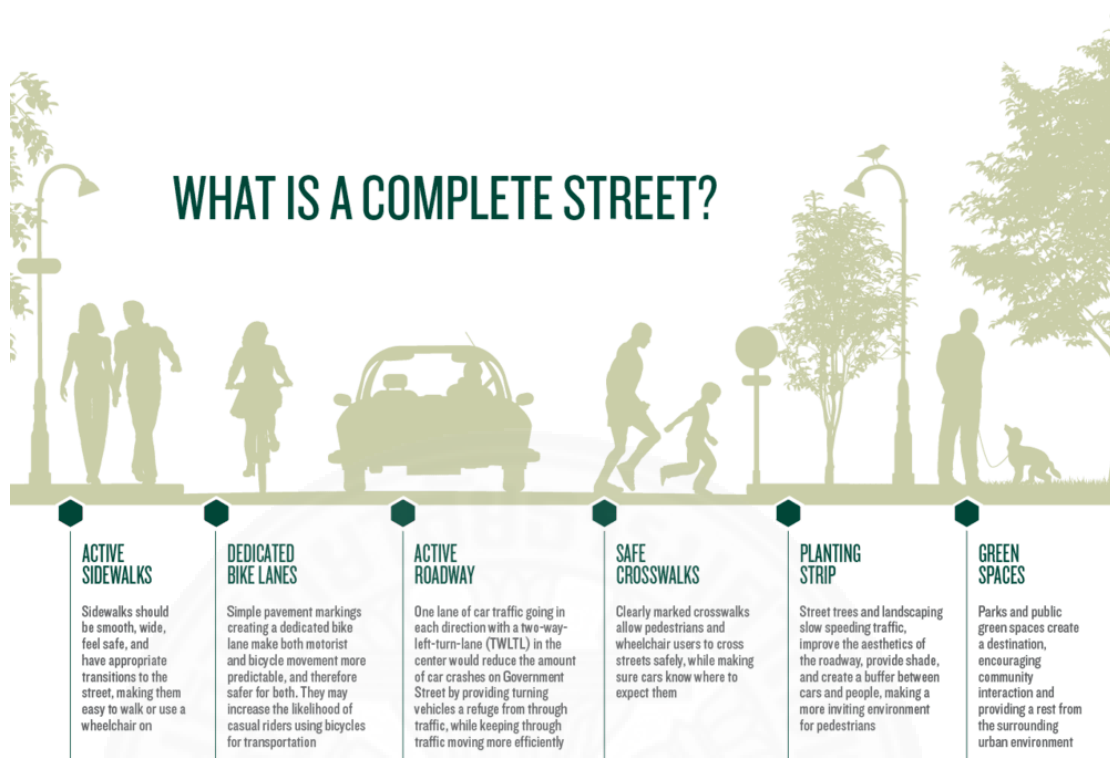 WHAT IS A COMPLETE STREET?
ACTIVE
SIDEWALKS
Sidewalks should
be smooth, wide,
feel safe, and
have appropriate
transitions to the
street, making them
easy to walk or use a
wheelchair on
DEDICATED
BIKE LANES
Simple pavement markings
creating a dedicated bike
lane make both motorist
and bicycle movement more
predictable, and therefore
safer for both. They may
increase the likelihood of
casual riders using bicycles
for transportation
ACTIVE
ROADWAY
One lane of car traffic going in
each direction with a two-way-
left-turn-lane (TWLTL) in the
center would reduce the amount
of car crashes on Government
Street by providing turning
vehicles a refuge from through
traffic, while keeping through
traffic moving more efficiently
SAFE
CROSSWALKS
Clearly marked crosswalks
allow pedestrians and
wheelchair users to cross
streets safely, while making
sure cars know where to
expect them
PLANTING
STRIP
Street trees and landscaping
slow speeding traffic,
improve the aesthetics of
the roadway, provide shade,
and create a buffer between
cars and people, making a
more inviting environment
for pedestrians
GREEN
SPACES
Parks and public
green spaces create
a destination,
encouraging
community
interaction and
providing a rest from
the surrounding
urban environment